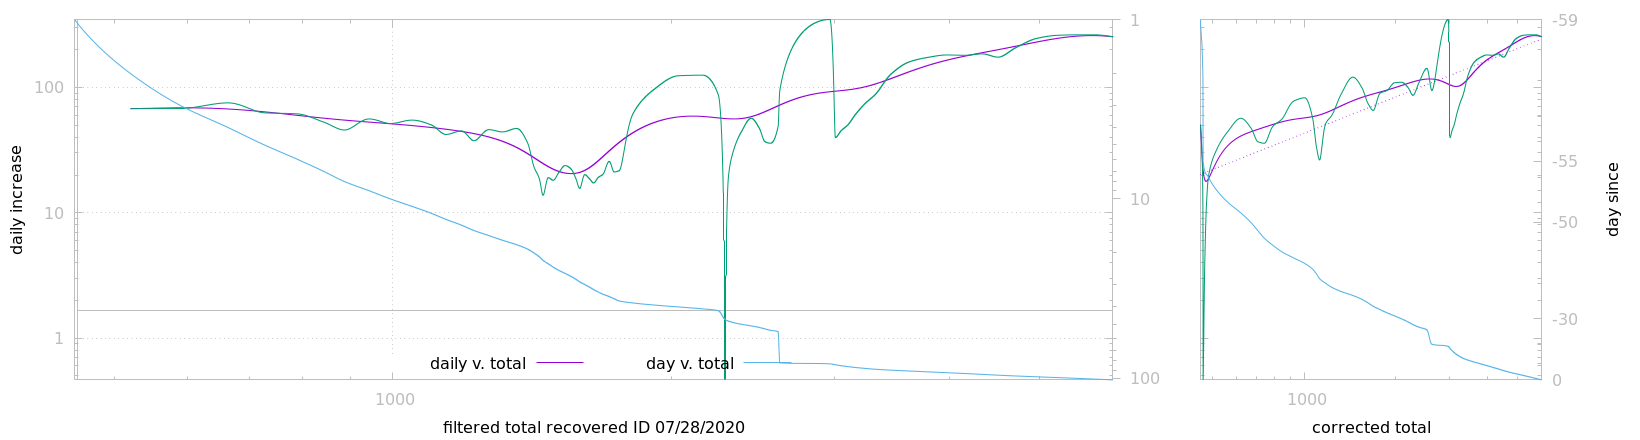 daily increase
100
10
1
1
10
100
daily v. total
day v. total
1000
filtered total recovered ID 07/28/2020
-59
-55
-50
-30
0
day since
1000
corrected total